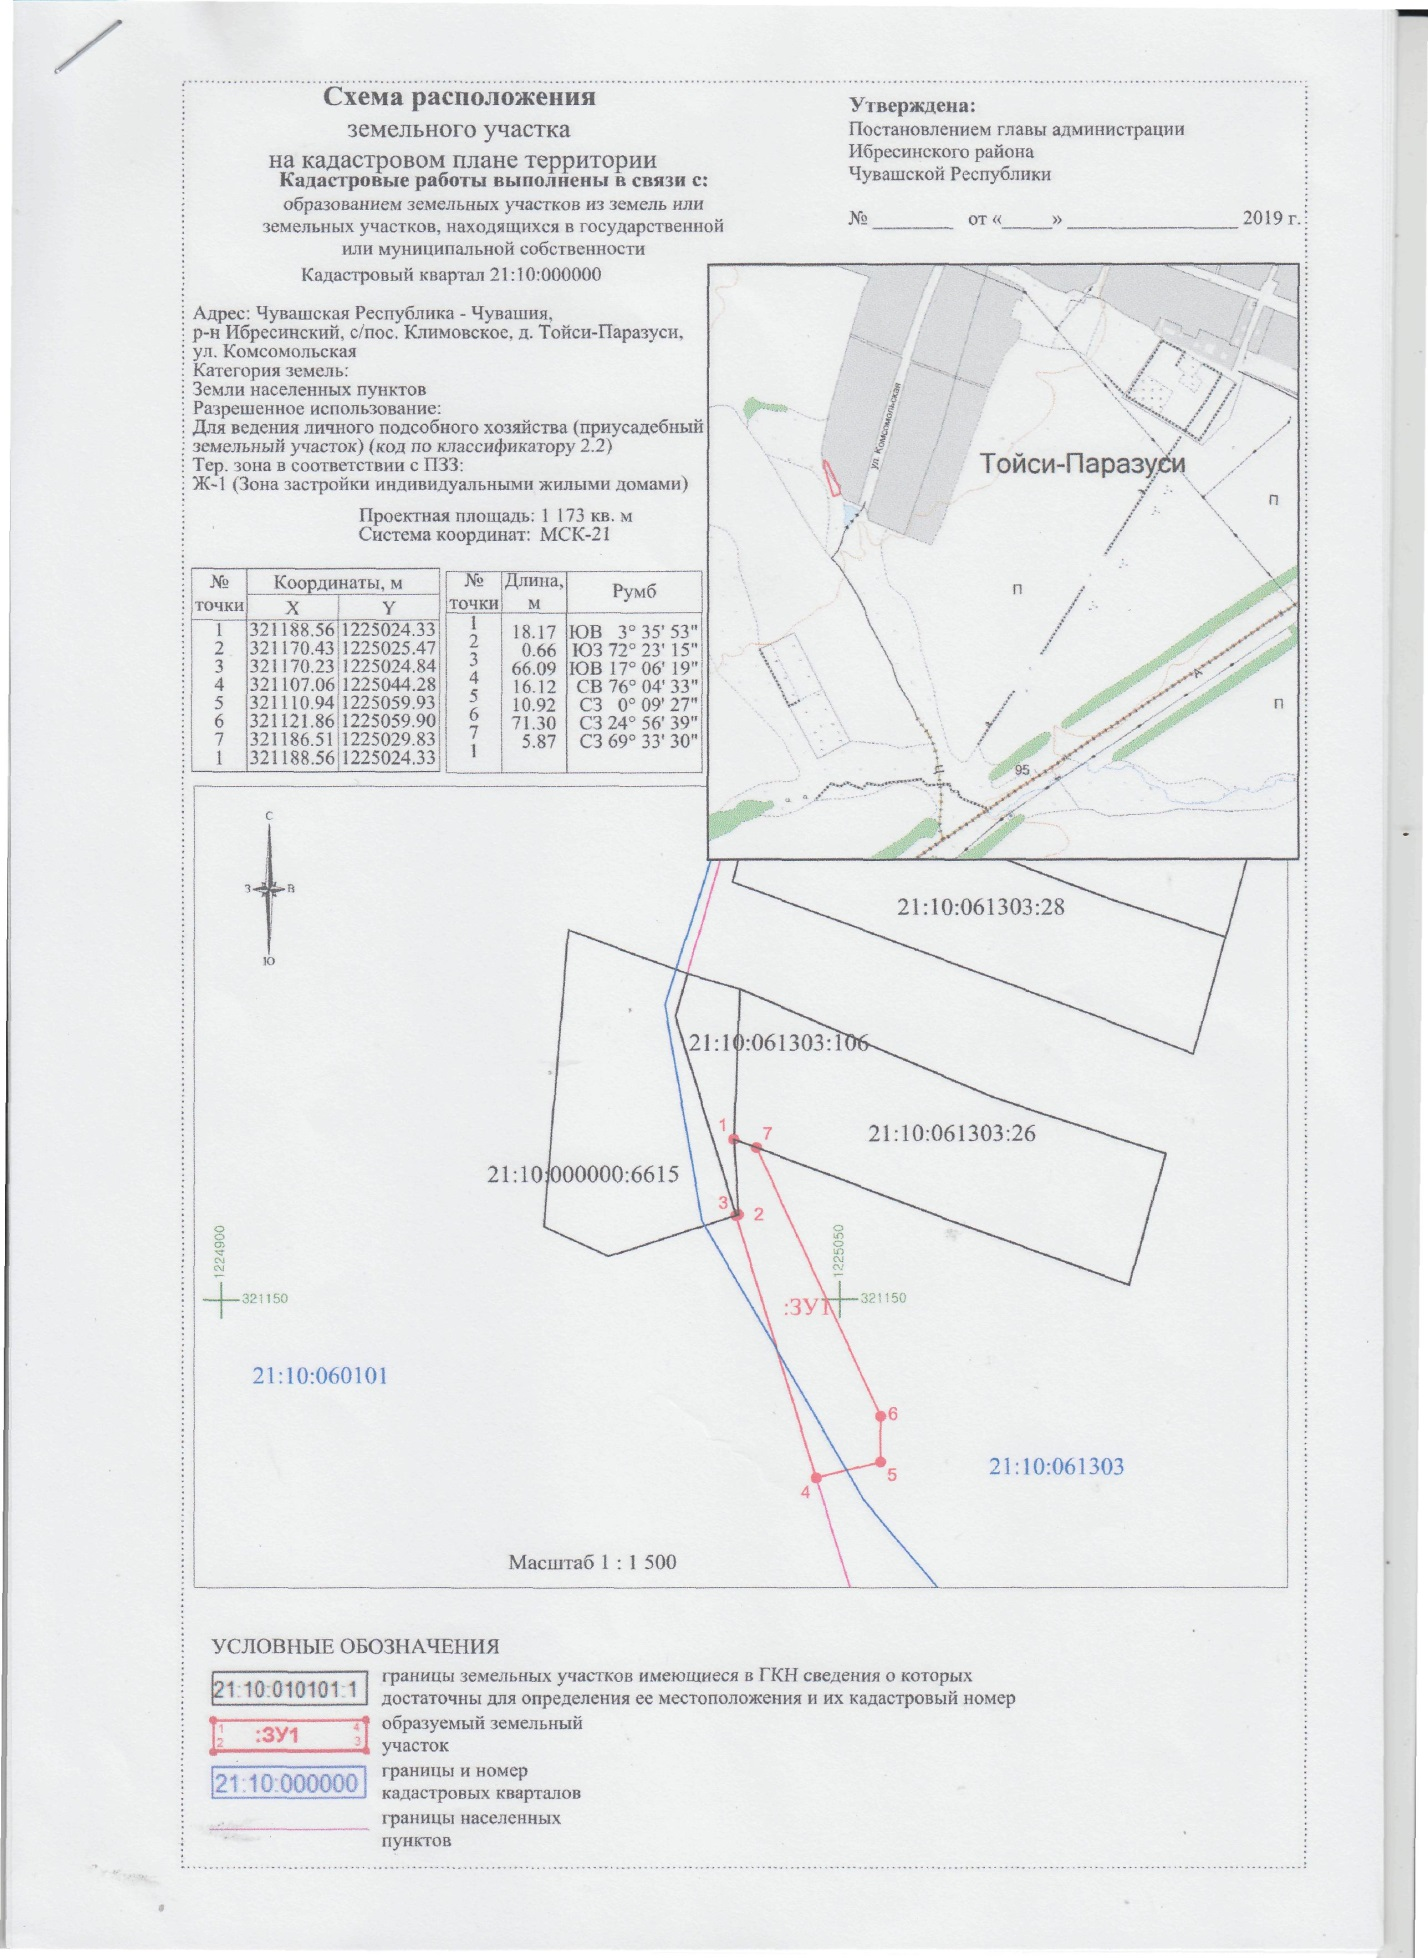 Схема расположения
земельного участка
на кадастровом плане территории
Кадастровые работы выполнены в связи с:
образованием земельных участков из земель или
земельных участков, находящихся в государственной
или муниципальной собственности
Кадастровый квартал 21:10:000000
Утверждена:
Постановлением главы администрации
Ибресинского района
Чувашской Республики
№ ________ от «_____» _________________ 2019 г.
Адрес: Чувашская Республика - Чувашия,
р-н Ибресинский, с/пос. Климовское, д. Тойси-Паразуси,
ул. Комсомольская
Категория земель:
Земли населенных пунктов
Разрешенное использование:
Для ведения личного подсобного хозяйства (приусадебный
земельный участок) (код по классификатору 2.2)
Тер. зона в соответствии с ПЗЗ:
Ж-1 (Зона застройки индивидуальными жилыми домами)
Проектная площадь: 1 173 кв. м
Система координат: МСК-21
№ точки Координаты, м
X Y
1 321188.56 1225024.33
2 321170.43 1225025.47
3 321170.23 1225024.84
4 321107.06 1225044.28
5 321110.94 1225059.93
6 321121.86 1225059.90
7 321186.51 1225029.83
1 321188.56 1225024.33
№ точки Длина, м Румб
1
18.17 ЮВ 3° 35' 53"
2
0.66 ЮЗ 72° 23' 15"
3
66.09 ЮВ 17° 06' 19"
4
16.12 СВ 76° 04' 33"
5
10.92 СЗ 0° 09' 27"
6
71.30 СЗ 24° 56' 39"
7
5.87 СЗ 69° 33' 30"
1
ул. Комсомольская
Тойси-Паразуси
П
П
П
95
С
З В
Ю
21:10:061303:28
21:10:061303:106
1 7
21:10:061303:26
21:10:000000:6615
3 2
1224900
321150
1225050
321150
:ЗУ1
21:10:060101
6
5
4
21:10:061303
Масштаб 1 : 1 500
УСЛОВНЫЕ ОБОЗНАЧЕНИЯ
21:10:010101:1
границы земельных участков имеющиеся в ГКН сведения о которых
достаточны для определения ее местоположения и их кадастровый номер
1 4
:ЗУ1
2 3
образуемый земельный
участок
21:10:000000
границы и номер
кадастровых кварталов
границы населенных
пунктов